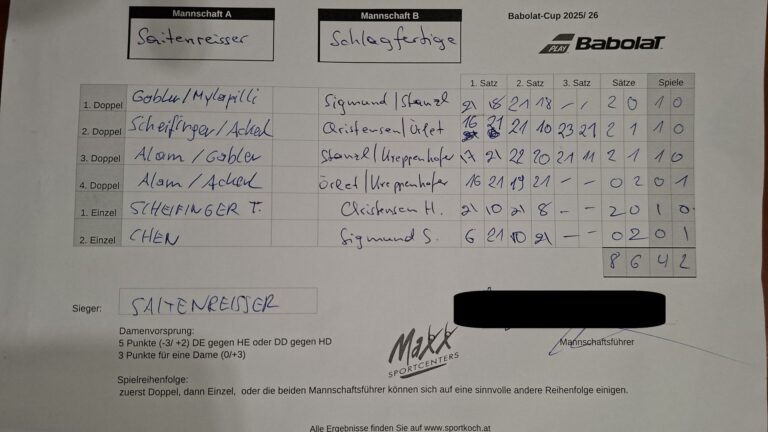 Mannschaft A Mannschaft B Babolat-Cup 2025/ 26
Saitenreisser Schlagfertige PLAY BabolaT
1. Satz 2. Satz 3. Satz Sätze Spiele
1. Doppel Gobler/Mylapilli Sigmund/Stanzl 21 18 21 18 - - 2 0 1 0
2. Doppel Scheifinger/Ackerl Christensen/Örlet 16 21 21 10 23 21 2 1 1 0
3. Doppel Alam/Gobler Stanzl/Kreppenhofer 17 21 22 20 21 11 2 1 1 0
4. Doppel Alam/Ackerl Örlet/Kreppenhofer 16 21 19 21 - - 0 2 0 1
1. Einzel SCHEIFINGER T. Christensen H. 21 10 21 8 - - 2 0 1 0
2. Einzel CHEN Sigmund S. 6 21 10 21 - - 0 2 0 1
8 6 4 2
Sieger: SAITENREISSER
Damenvorsprung:
5 Punkte (-3/ +2) DE gegen HE oder DD gegen HD
3 Punkte für eine Dame (0/+3)
MaXX
SPORTCENTERS
Mannschaftsführer
Spielreihenfolge:
zuerst Doppel, dann Einzel, oder die beiden Mannschaftsführer können sich auf eine sinnvolle andere Reihenfolge einigen.
Alle Ergebnisse finden Sie auf www.sportkoch.at